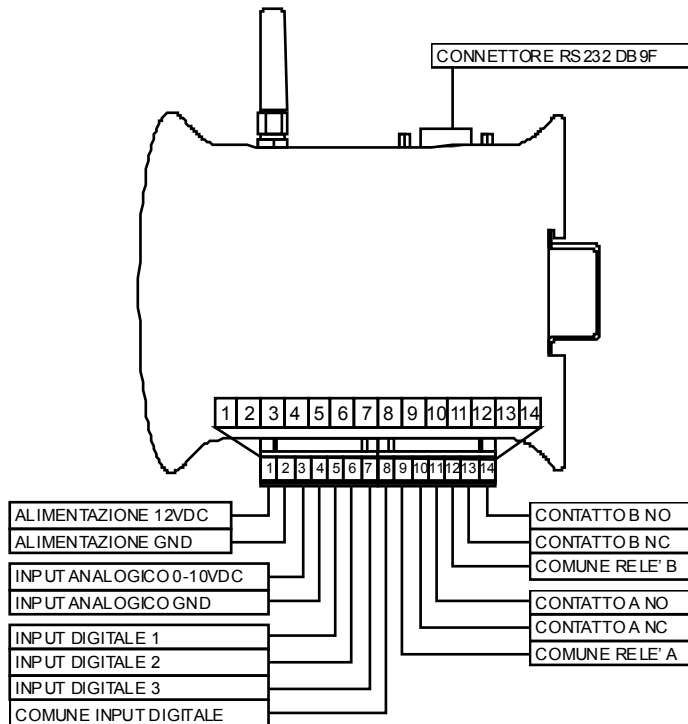 CONNETTORE RS232 DB9F
1 2 3 4 5 6 7 8 9 10 11 12 13 14
1 2 3 4 5 6 7 8 9 10 11 12 13 14
ALIMENTAZIONE 12VDC
ALIMENTAZIONE GND
INPUT ANALOGICO 0-10VDC
INPUT ANALOGICO GND
INPUT DIGITALE 1
INPUT DIGITALE 2
INPUT DIGITALE 3
COMUNE INPUT DIGITALE
CONTATTO B NO
CONTATTO B NC
COMUNE RELE' B
CONTATTO A NO
CONTATTO A NC
COMUNE RELE' A